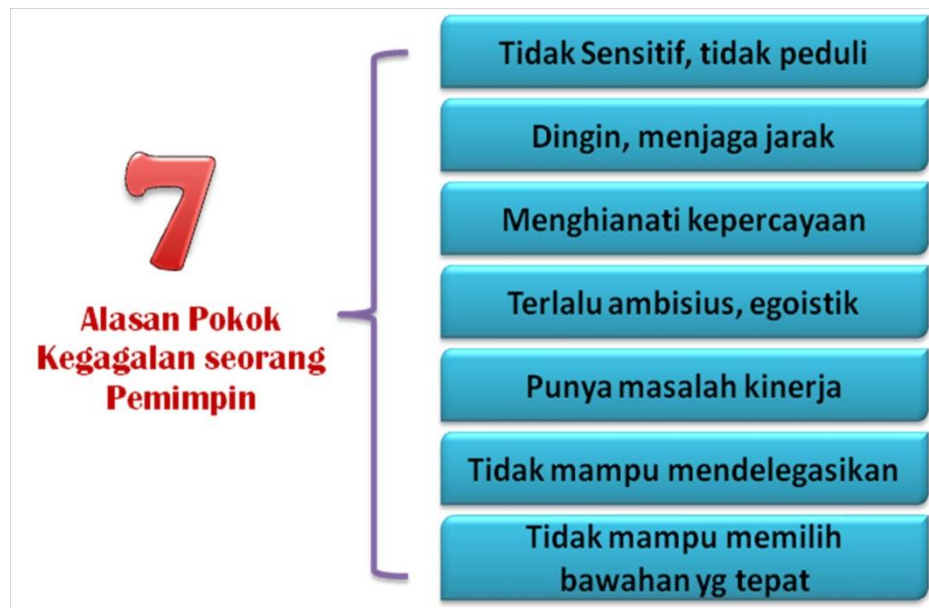 7
Alasan Pokok
Kegagalan seorang
Pemimpin
Tidak Sensitif, tidak peduli
Dingin, menjaga jarak
Menghianati kepercayaan
Terlalu ambisius, egoistik
Punya masalah kinerja
Tidak mampu mendelegasikan
Tidak mampu memilih
bawahan yg tepat